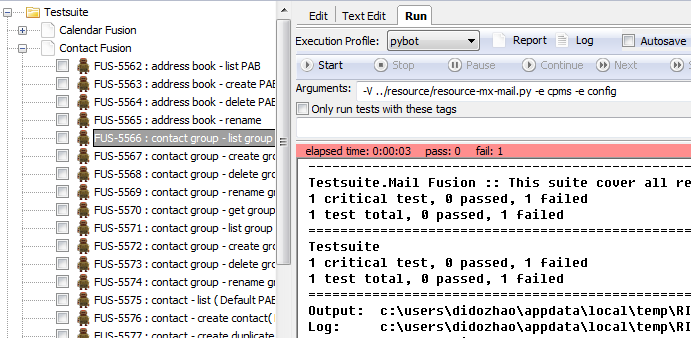 Testsuite
Calendar Fusion
Contact Fusion
FUS-5562 : address book - list PAB
FUS-5563 : address book - create PAB
FUS-5564 : address book - delete PAB
FUS-5565 : address book - rename
FUS-5566 : contact group - list group
FUS-5567 : contact group - create gro
FUS-5568 : contact group - delete gro
FUS-5569 : contact group - rename gr
FUS-5570 : contact group - get group
FUS-5571 : contact group - list group
FUS-5572 : contact group - create gro
FUS-5573 : contact group - delete gro
FUS-5574 : contact group - rename gr
FUS-5575 : contact - list ( Default PAB
FUS-5576 : contact - create contact(
FUS-5577 : contact - create duplicate
Edit Text Edit Run
Execution Profile: pybot Report Log Autosave
Start Stop Pause Continue Next S
Arguments: -V ../resource/resource-mx-mail.py -e cpms -e config
Only run tests with these tags
elapsed time: 0:00:03 pass: 0 fail: 1
Testsuite.Mail Fusion :: This suite cover all re
1 critical test, 0 passed, 1 failed
1 test total, 0 passed, 1 failed
================================================
Testsuite
1 critical test, 0 passed, 1 failed
1 test total, 0 passed, 1 failed
================================================
Output: c:\users\didozhao\appdata\local\temp\RI
Log: c:\users\didozhao\appdata\local\temp\RI